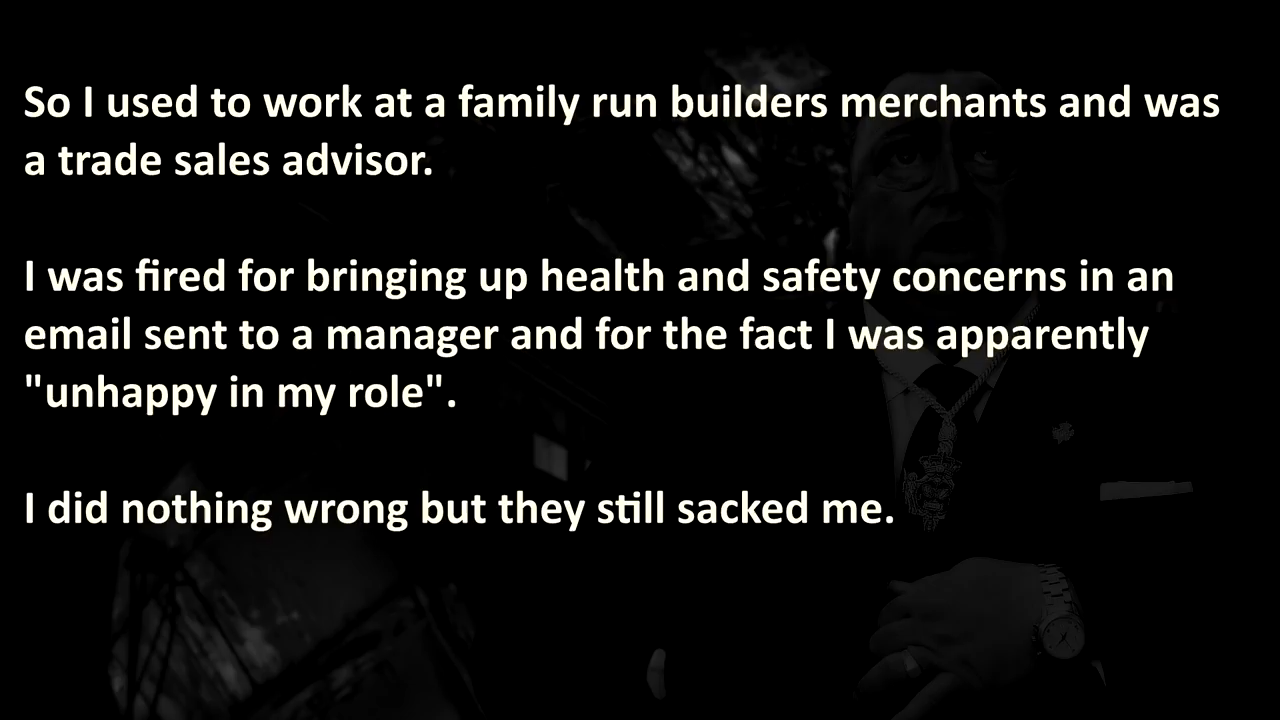 So I used to work at a family run builders merchants and was
a trade sales advisor.
I was fired for bringing up health and safety concerns in an
email sent to a manager and for the fact I was apparently
"unhappy in my role".
I did nothing wrong but they still sacked me.